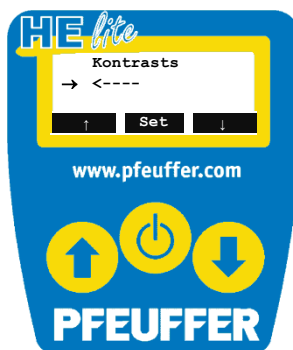 HE lite
Kontrasts
→ <----
↑ Set ↓
www.pfeuffer.com
PFEUFFER